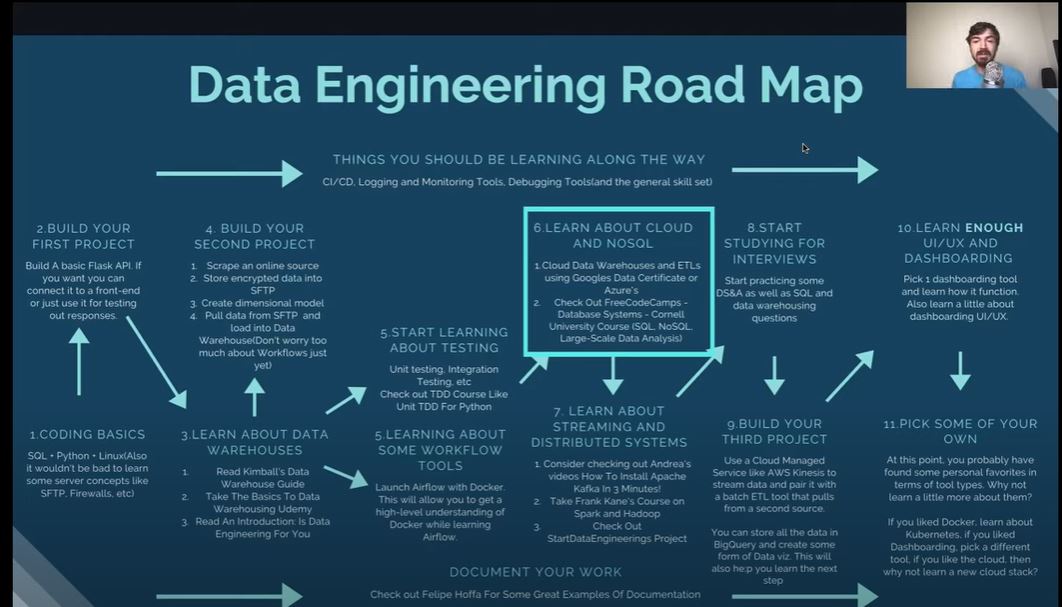 Data Engineering Road Map
THINGS YOU SHOULD BE LEARNING ALONG THE WAY
CI/CD, Logging and Monitoring Tools, Debugging Tools(and the general skill set)
2.BUILD YOUR
FIRST PROJECT
Build A basic Flask API. If
you want you can
connect it to a front-end
or just use it for testing
out responses.
1.CODING BASICS
SQL + Python + Linux(Also
it wouldn't be bad to learn
some server concepts like
SFTP, Firewalls, etc)
4. BUILD YOUR
SECOND PROJECT
1. Scrape an online source
2. Store encrypted data into
SFTP
3. Create dimensional model
4. Pull data from SFTP and
load into Data
Warehouse(Don't worry too
much about Workflows just
yet)
3.LEARN ABOUT DATA
WAREHOUSES
1. Read Kimball's Data
Warehouse Guide
2. Take The Basics To Data
Warehousing Udemy
3. Read An Introduction: Is Data
Engineering For You
5.START LEARNING
ABOUT TESTING
Unit testing, Integration
Testing, etc
Check out TDD Course Like
Unit TDD For Python
5.LEARNING ABOUT
SOME WORKFLOW
TOOLS
Launch Airflow with Docker.
This will allow you to get a
high-level understanding of
Docker while learning
Airflow.
6.LEARN ABOUT CLOUD
AND NOSQL
1.Cloud Data Warehouses and ETLs
using Googles Data Certificate or
Azure's
2. Check Out FreeCodeCamps -
Database Systems - Cornell
University Course (SQL, NoSQL,
Large-Scale Data Analysis)
7. LEARN ABOUT
STREAMING AND
DISTRIBUTED SYSTEMS
1. Consider checking out Andrea's
videos How To Install Apache
Kafka In 3 Minutes!
2. Take Frank Kane's Course on
Spark and Hadoop
3. Check Out
StartDataEngineerings Project
8.START
STUDYING FOR
INTERVIEWS
Start practicing some
DS&A as well as SQL and
data warehousing
questions
9.BUILD YOUR
THIRD PROJECT
Use a Cloud Managed
Service like AWS Kinesis to
stream data and pair it with
a batch ETL tool that pulls
from a second source.
You can store all the data in
BigQuery and create some
form of Data viz. This will
also he;p you learn the next
step
10.LEARN ENOUGH
UI/UX AND
DASHBOARDING
Pick 1 dashboarding tool
and learn how it function.
Also learn a little about
dashboarding UI/UX.
11.PICK SOME OF YOUR
OWN
At this point, you probably have
found some personal favorites in
terms of tool types. Why not
learn a little more about them?
If you liked Docker, learn about
Kubernetes, if you liked
Dashboarding, pick a different
tool, if you like the cloud, then
why not learn a new cloud stack?
DOCUMENT YOUR WORK
Check out Felipe Hoffa For Some Great Examples Of Documentation